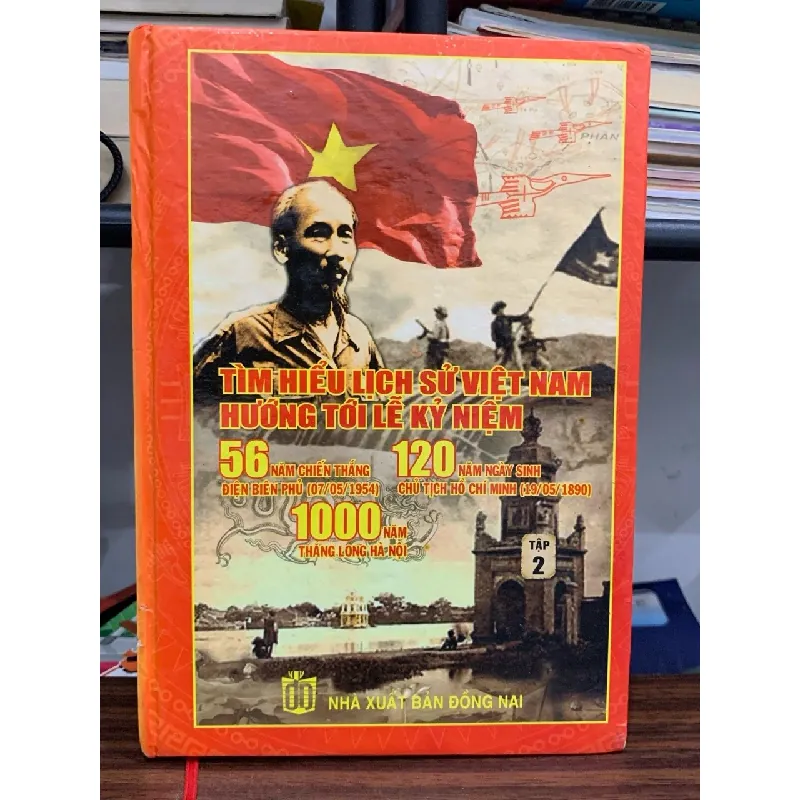 PHÂN
TÌM HIỂU LỊCH SỬ VIỆT NAM
HƯỚNG TỚI LỄ KỶ NIỆM
56 NĂM CHIẾN THẮNG
ĐIỆN BIÊN PHỦ (07/05/1954)
120 NĂM NGÀY SINH
CHỦ TỊCH HỒ CHÍ MINH (19/05/1890)
1000 NĂM
THĂNG LONG HÀ NỘI
TẬP
2
NHÀ XUẤT BẢN ĐỒNG NAI